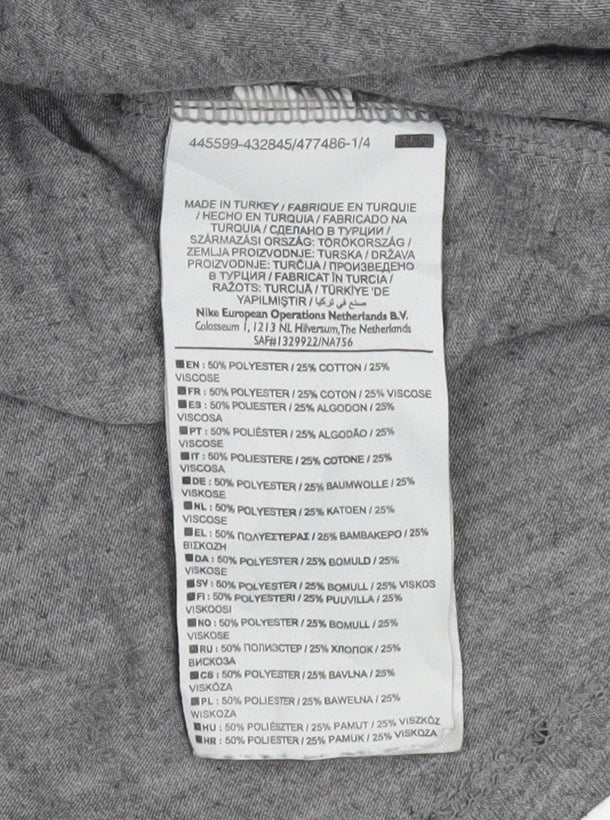 445599-432845/477486-1/4
MADE IN TURKEY / FABRIQUE EN TURQUIE
/ HECHO EN TURQUIA / FABRICADO NA
TURQUIA / СДЕЛАНО В ТУРЦИИ /
SZÁRMAZÁSI ORSZÁG: TÖRÖKORSZÁG /
ZEMLJA PROIZVODNJE: TURSKA / DRŽAVA
PROIZVODNJE: TURČIJA / ПРОИЗВЕДЕНО
В ТУРЦИЯ / FABRICAT ÎN TURCIA /
RAŽOTS: TURCIJĀ / TÜRKİYE 'DE
YAPILMIŞTIR / صنع في تركيا
Nike European Operations Netherlands B.V.
Colosseum 1, 1213 NL Hilversum,The Netherlands
SAF#1329922/NA756
EN : 50% POLYESTER / 25% COTTON / 25%
VISCOSE
FR : 50% POLYESTER / 25% COTON / 25% VISCOSE
ES : 50% POLIESTER / 25% ALGODON / 25%
VISCOSA
PT : 50% POLIÉSTER / 25% ALGODÃO / 25%
VISCOSE
IT : 50% POLIESTERE / 25% COTONE / 25%
VISCOSA
DE : 50% POLYESTER / 25% BAUMWOLLE / 25%
VISKOSE
NL : 50% POLYESTER / 25% KATOEN / 25%
VISCOSE
EL : 50% ΠΟΛΥΕΣΤΕΡΑΣ / 25% ΒΑΜΒΑΚΕΡΟ / 25%
ΒΙΣΚΟΖΗ
DA : 50% POLYESTER / 25% BOMULD / 25%
VISKOSE
SV : 50% POLYESTER / 25% BOMULL / 25% VISKOS
FI : 50% POLYESTERI / 25% PUUVILLA / 25%
VISKOOSI
NO : 50% POLYESTER / 25% BOMULL / 25%
VISKOSE
RU : 50% ПОЛИЭСТЕР / 25% ХЛОПОК / 25%
ВИСКОЗА
CB : 50% POLYESTER / 25% BAVLNA / 25%
VISKÓZA
PL : 50% POLYESTER / 25% BAWEŁNA / 25%
WISKOZA
HU : 50% POLIÉSZTER / 25% PAMUT / 25% VISZKÓZ
HR : 50% POLIESTER / 25% PAMUK / 25% VISKOZA